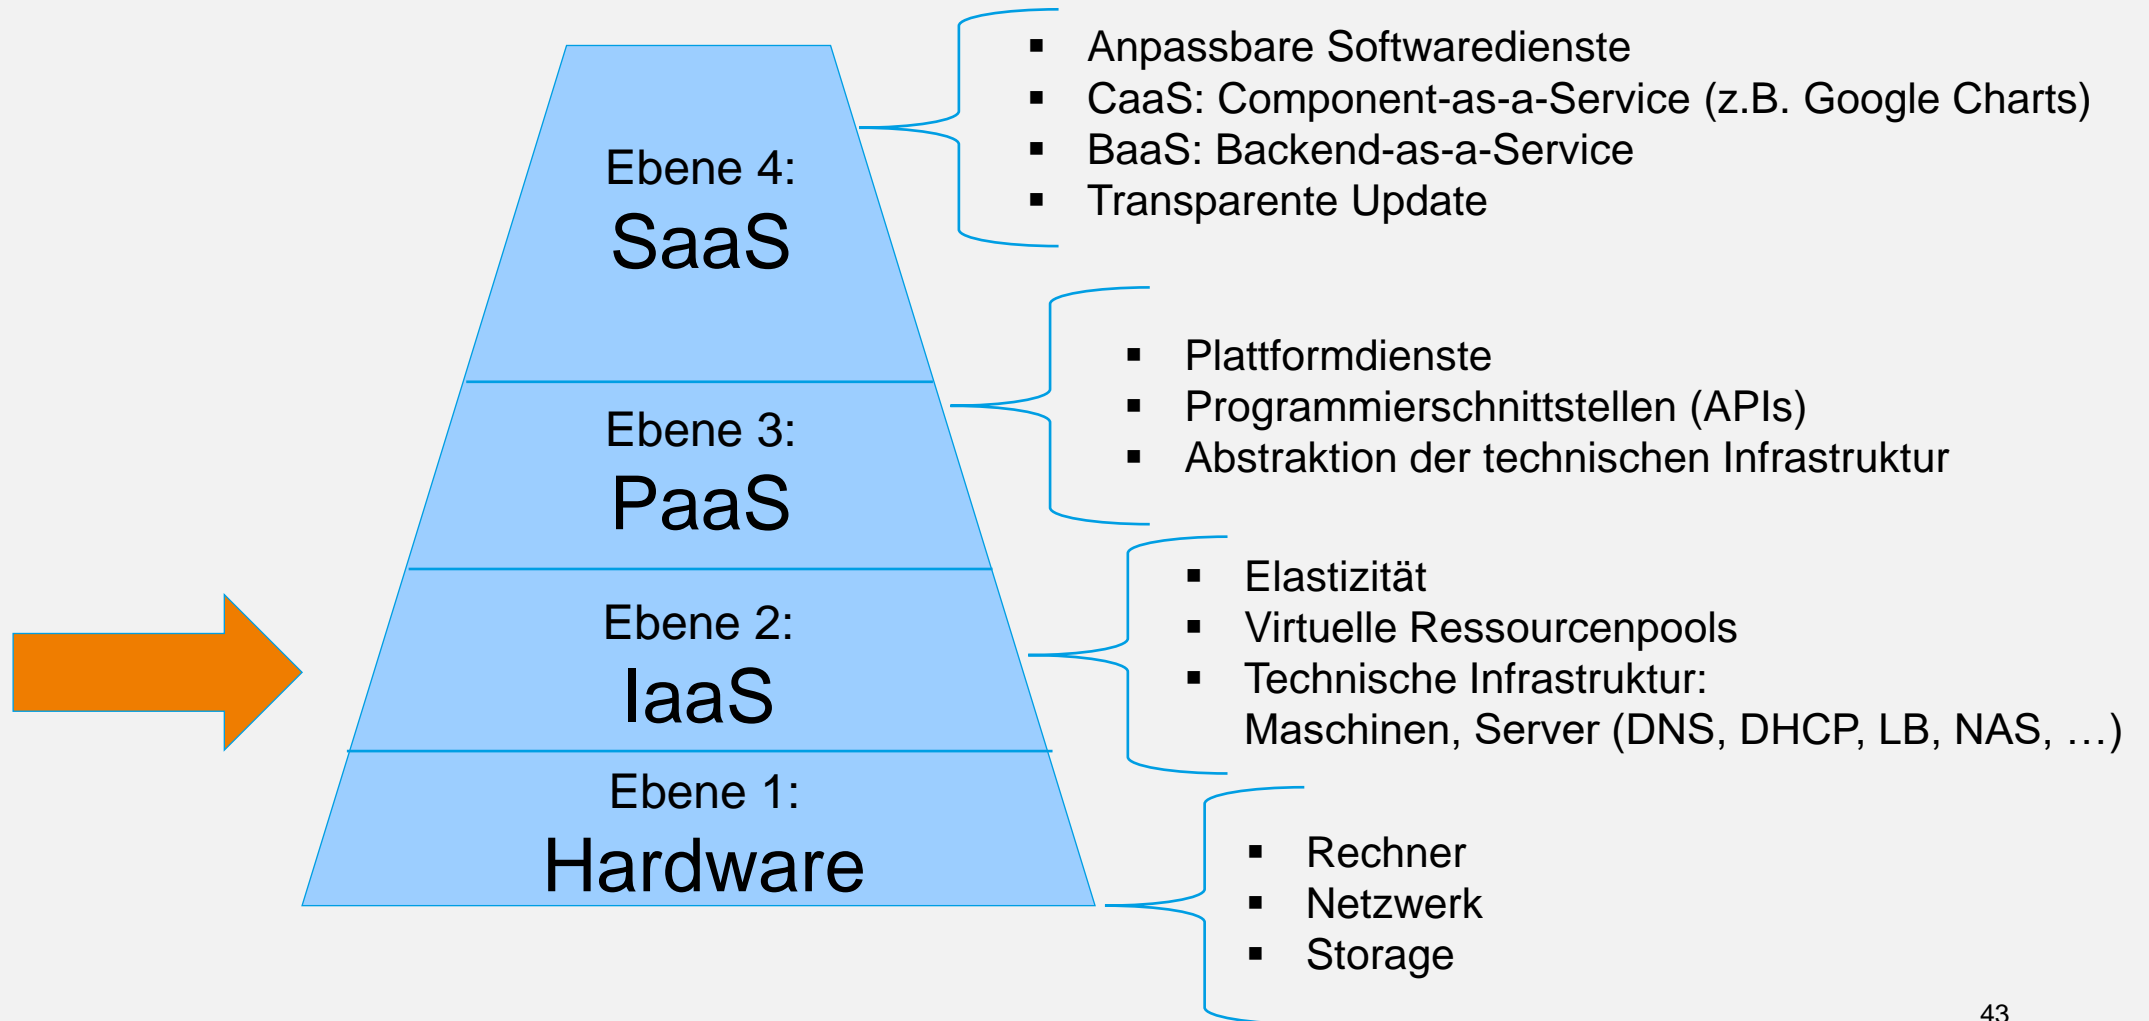 Ebene 4:
SaaS
▪ Anpassbare Softwaredienste
▪ CaaS: Component-as-a-Service (z.B. Google Charts)
▪ BaaS: Backend-as-a-Service
▪ Transparente Update
Ebene 3:
PaaS
▪ Plattformdienste
▪ Programmierschnittstellen (APIs)
▪ Abstraktion der technischen Infrastruktur
Ebene 2:
IaaS
▪ Elastizität
▪ Virtuelle Ressourcenpools
▪ Technische Infrastruktur:
Maschinen, Server (DNS, DHCP, LB, NAS, …)
Ebene 1:
Hardware
▪ Rechner
▪ Netzwerk
▪ Storage
43